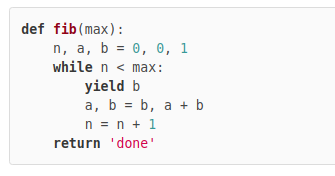 def fib(max):
    n, a, b = 0, 0, 1
    while n < max:
        yield b
        a, b = b, a + b
        n = n + 1
    return 'done'